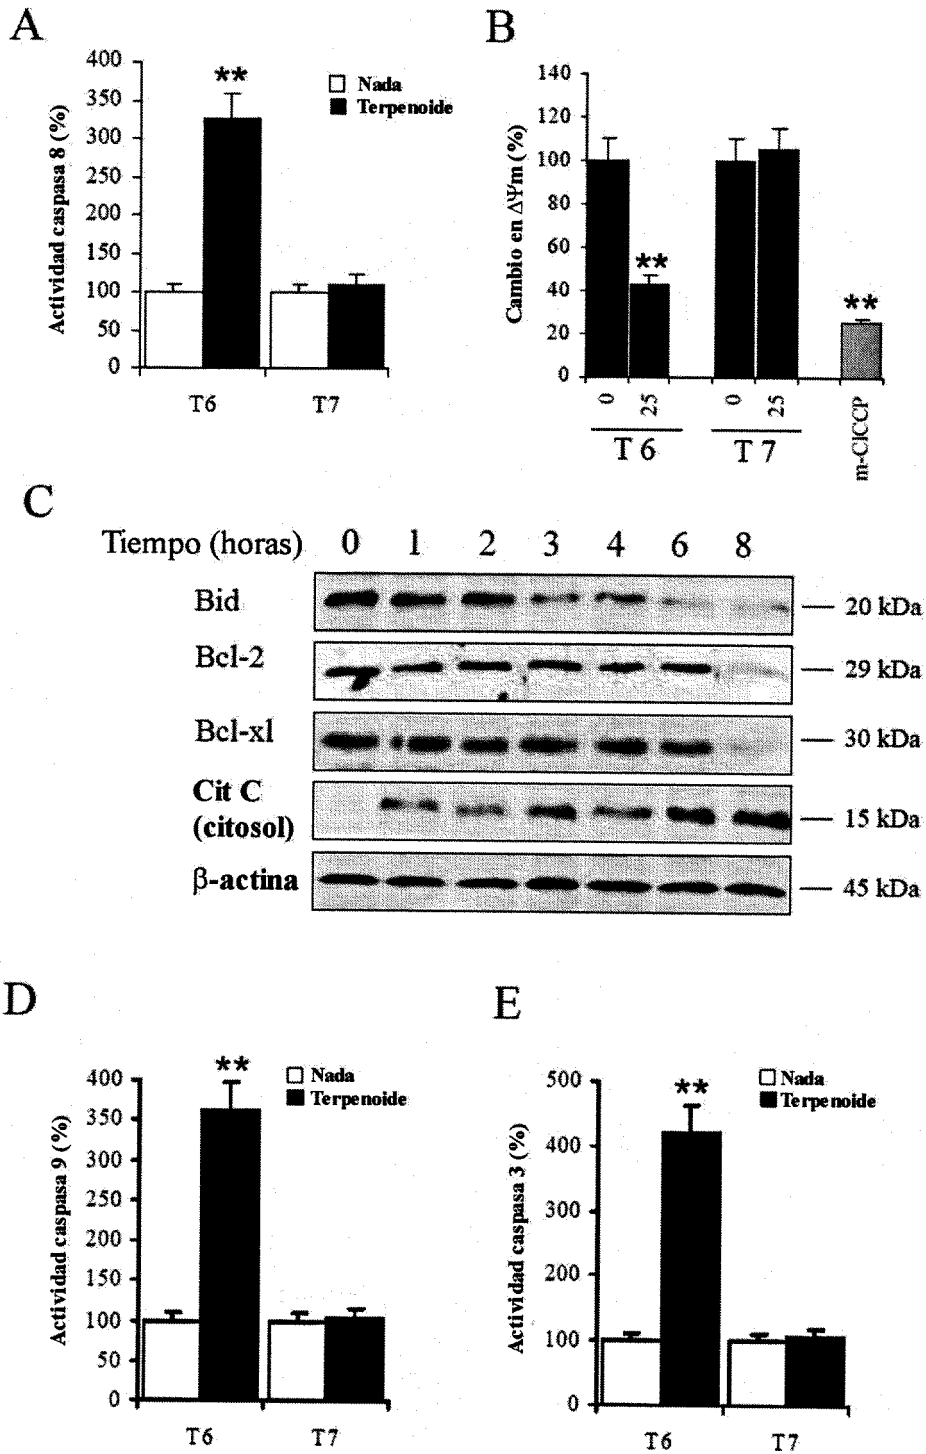 A
400
350
300
250
200
150
100
50
0
Actividad caspasa 8 (%)
**
Nada
Terpenoide
T6
T7
B
140
120
100
80
60
40
20
0
Cambio en ΔΨm (%)
**
**
0
25
0
25
T 6
T 7
m-ClCCP
C
Tiempo (horas) 0 1 2 3 4 6 8
Bid 20 kDa
Bcl-2 29 kDa
Bcl-xl 30 kDa
Cit C
(citosol) 15 kDa
β-actina 45 kDa
D
400
350
300
250
200
150
100
50
0
Actividad caspasa 9 (%)
**
Nada
Terpenoide
T6
T7
E
500
400
300
200
100
0
Actividad caspasa 3 (%)
**
Nada
Terpenoide
T6
T7